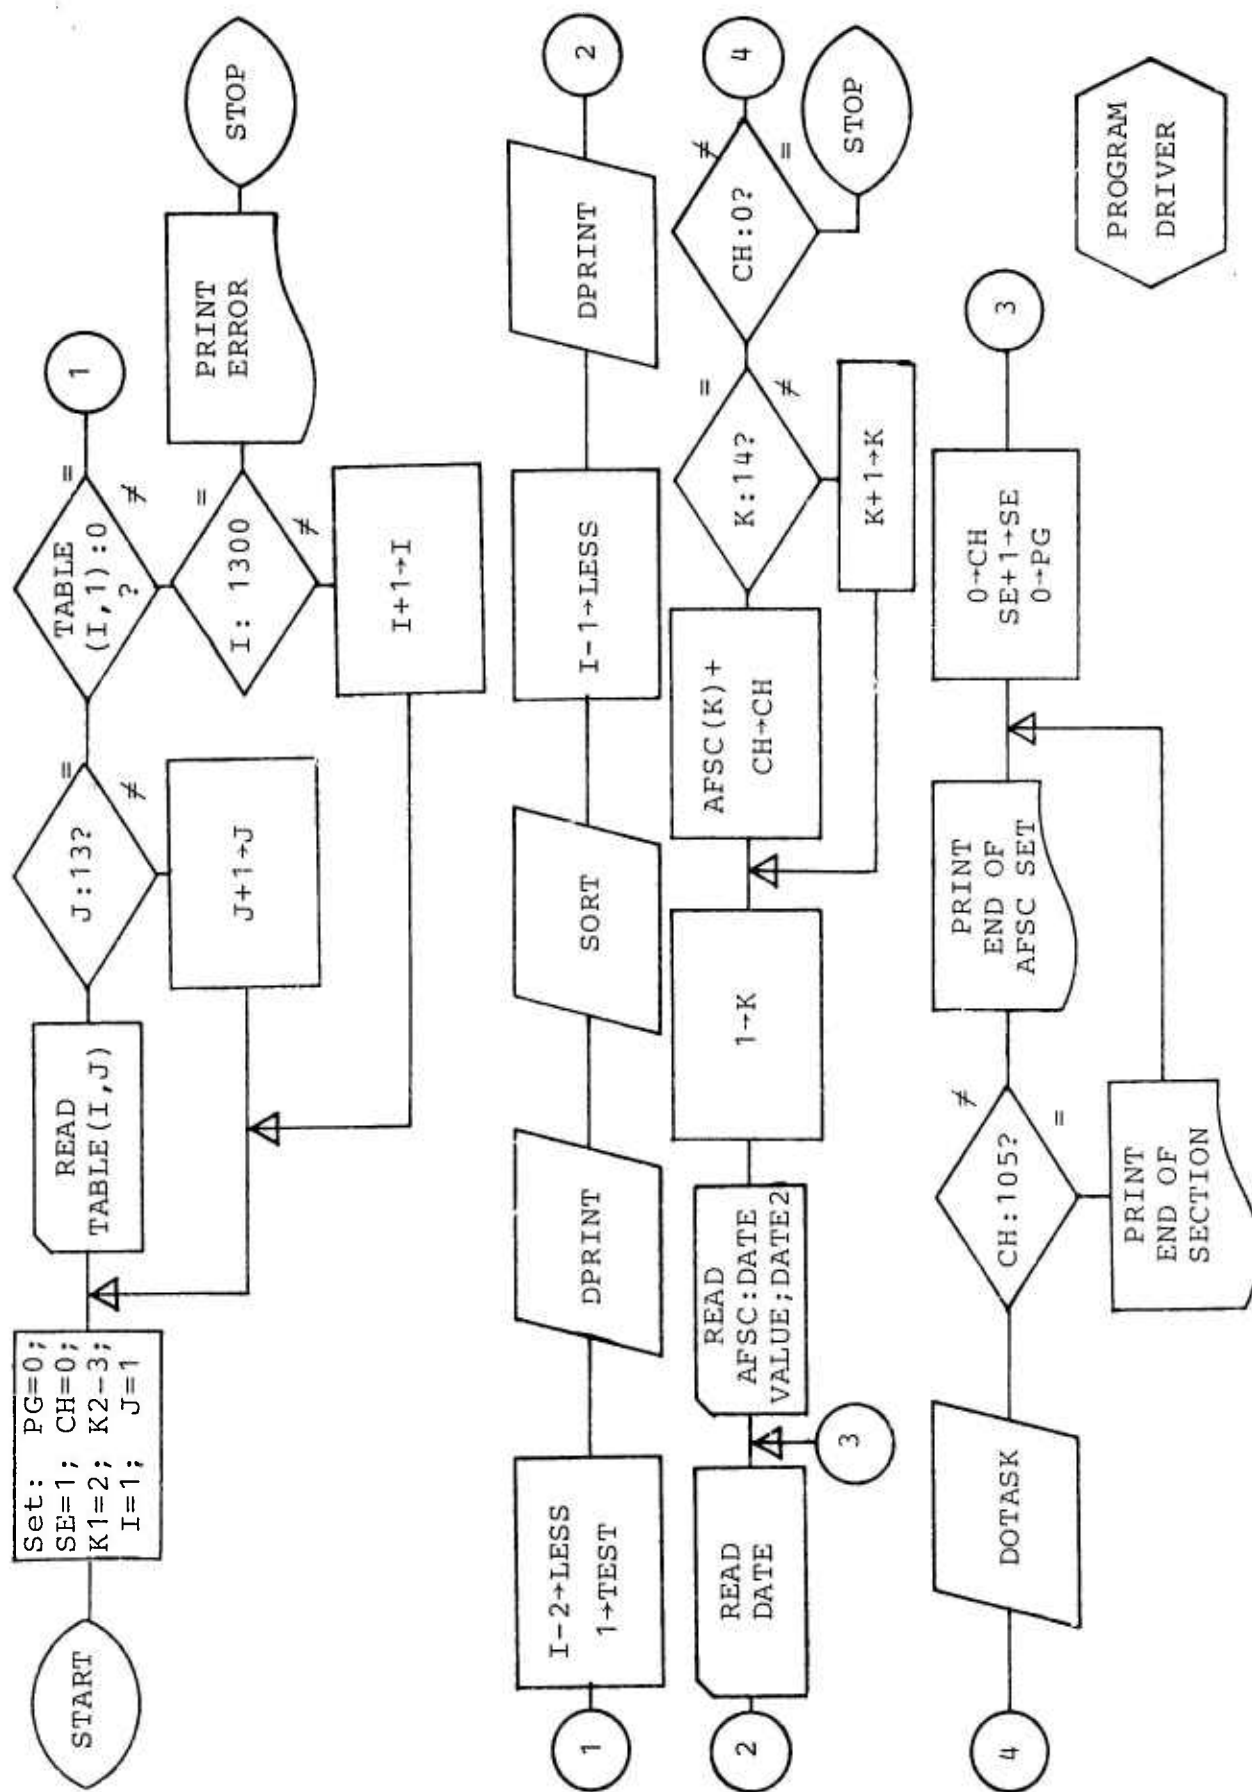 START
Set: PG=0;
SE=1; CH=0;
K1=2; K2-3;
I=1; J=1
READ
TABLE(I,J)
J:13?
=
≠
J+1→J
TABLE
(I,1):0
?
=
≠
1
I: 1300
=
≠
I+1→I
PRINT
ERROR
STOP
1
I-2→LESS
1→TEST
DPRINT
SORT
I-1→LESS
DPRINT
2
2
READ
DATE
3
READ
AFSC:DATE
VALUE;DATE2
1→K
AFSC(K)+
CH→CH
K:14?
=
≠
K+1→K
CH:0?
≠
=
4
STOP
4
DOTASK
CH:105?
≠
=
PRINT
END OF
SECTION
PRINT
END OF
AFSC SET
0→CH
SE+1→SE
0→PG
3
PROGRAM
DRIVER